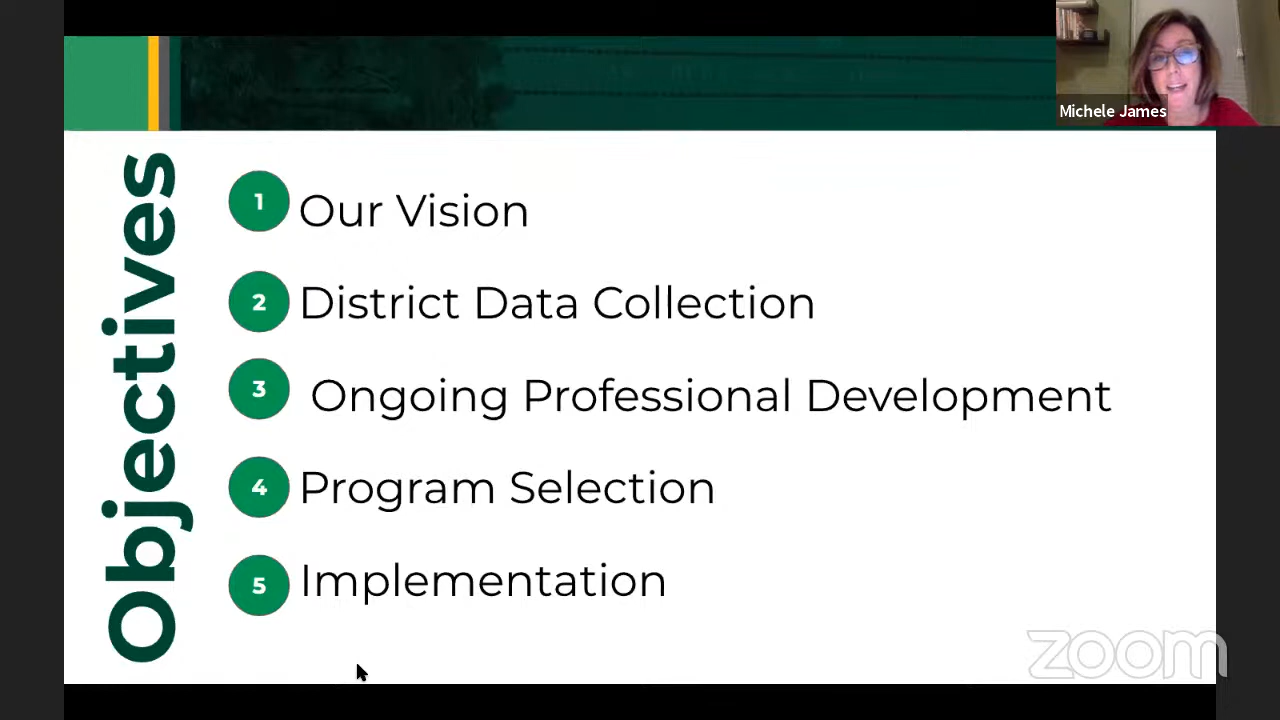 Michele James
Objectives
1 Our Vision
2 District Data Collection
3 Ongoing Professional Development
4 Program Selection
5 Implementation
zoom